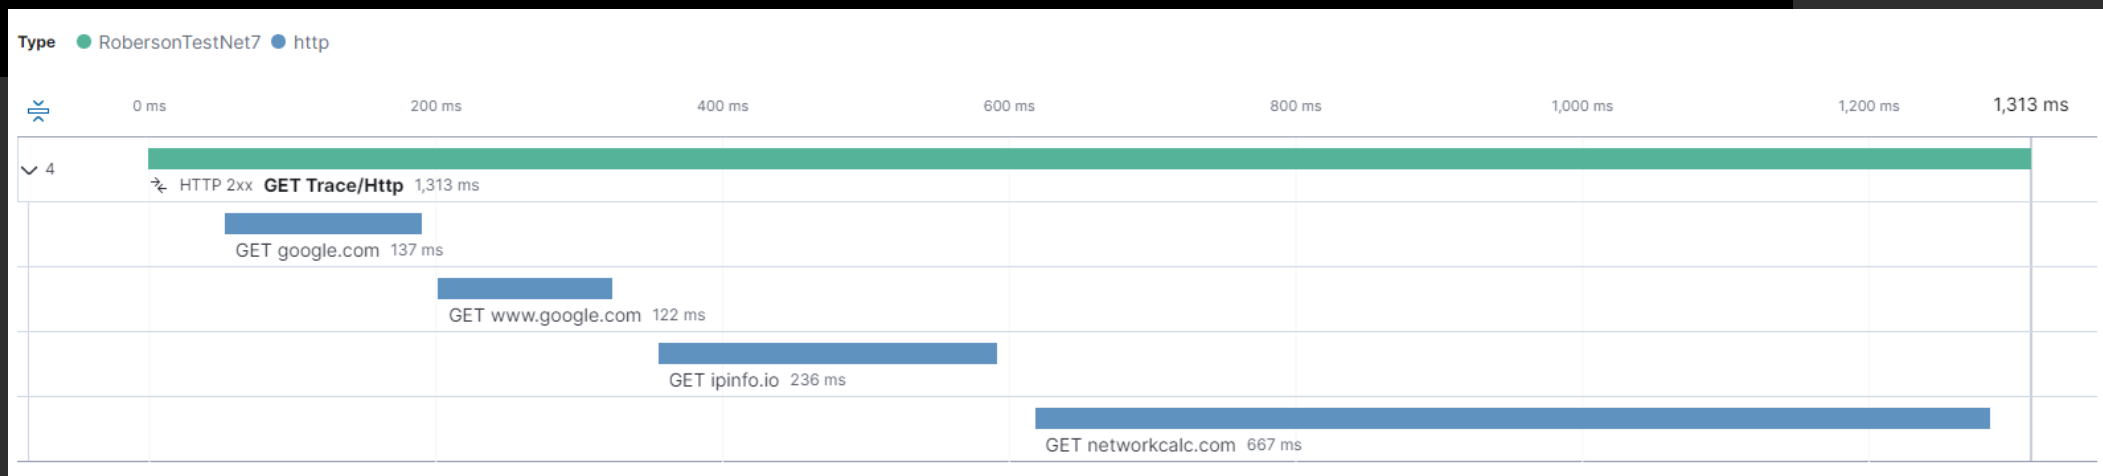 Type RobersonTestNet7 http
0 ms 200 ms 400 ms 600 ms 800 ms 1,000 ms 1,200 ms 1,313 ms
4
HTTP 2xx GET Trace/Http 1,313 ms
GET google.com 137 ms
GET www.google.com 122 ms
GET ipinfo.io 236 ms
GET networkcalc.com 667 ms